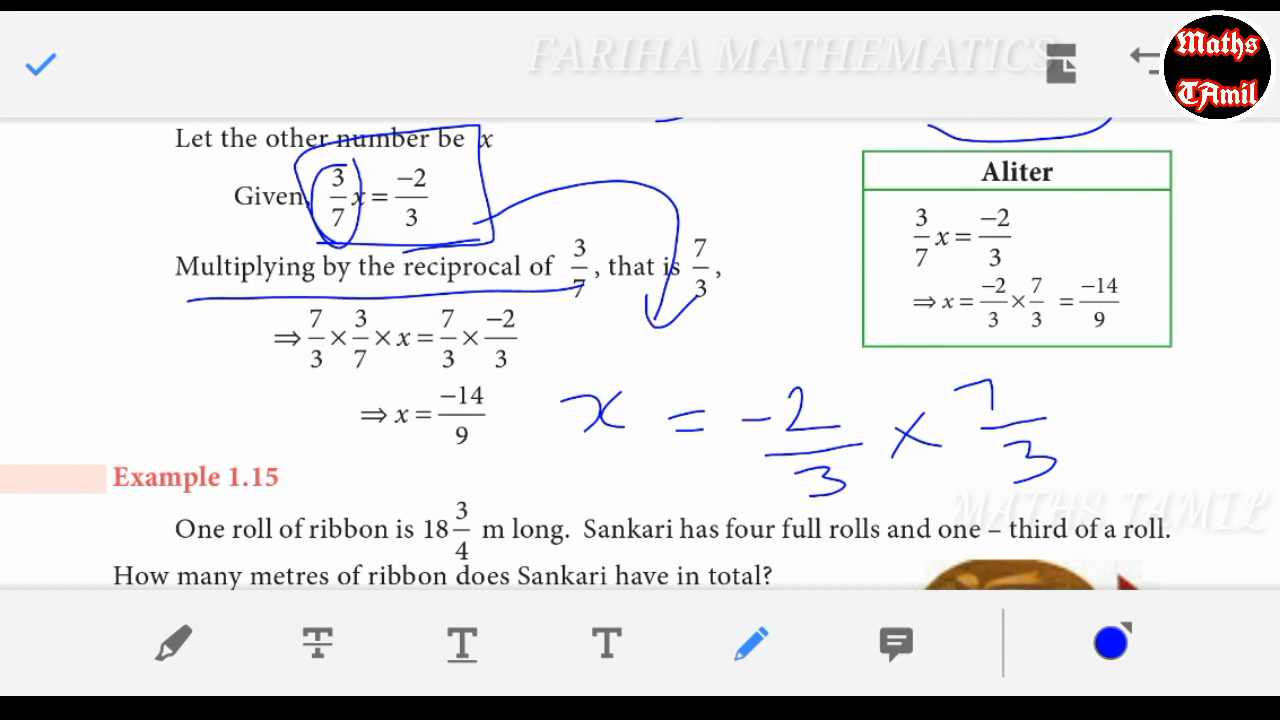 FARIHA MATHEMATICS
Maths
TAmil
Let the other number be x
Given, 3/7 x = -2/3
Multiplying by the reciprocal of 3/7, that is 7/3,
⇒ 7/3 × 3/7 × x = 7/3 × -2/3
⇒ x = -14/9
Aliter
3/7 x = -2/3
⇒ x = -2/3 × 7/3 = -14/9
x = -2/3 × 7/3
Example 1.15
MATHS TAMIL
One roll of ribbon is 18 3/4 m long. Sankari has four full rolls and one – third of a roll.
How many metres of ribbon does Sankari have in total?
T
T
T